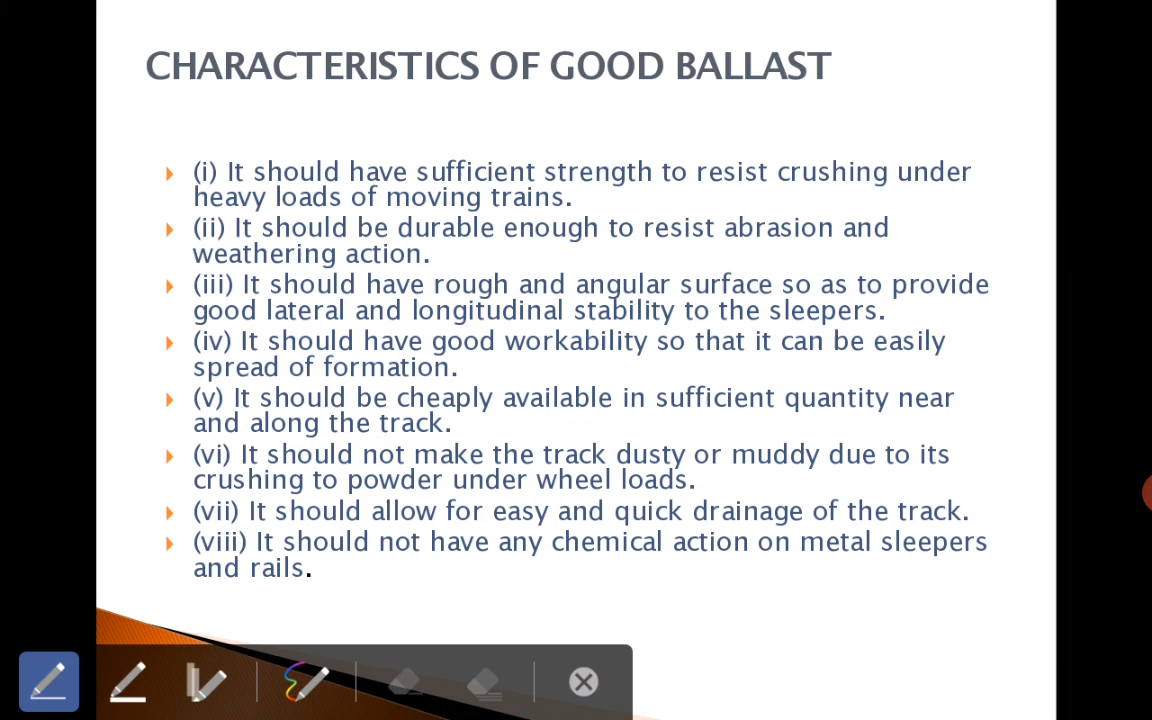 CHARACTERISTICS OF GOOD BALLAST
(i) It should have sufficient strength to resist crushing under
heavy loads of moving trains.
(ii) It should be durable enough to resist abrasion and
weathering action.
(iii) It should have rough and angular surface so as to provide
good lateral and longitudinal stability to the sleepers.
(iv) It should have good workability so that it can be easily
spread of formation.
(v) It should be cheaply available in sufficient quantity near
and along the track.
(vi) It should not make the track dusty or muddy due to its
crushing to powder under wheel loads.
(vii) It should allow for easy and quick drainage of the track.
(viii) It should not have any chemical action on metal sleepers
and rails.